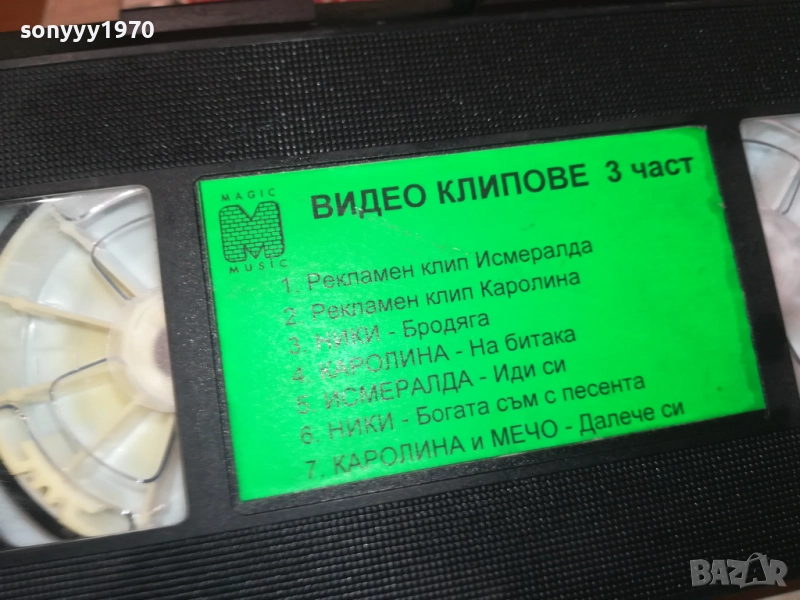 sonyyy1970
MAGIC
MUSIC
ВИДЕО КЛИПОВЕ 3 част
1. Рекламен клип Исмералда
2. Рекламен клип Каролина
3. НИКИ - Бродяга
4. КАРОЛИНА - На битака
5. ИСМЕРАЛДА - Иди си
6. НИКИ - Богата съм с песента
7. КАРОЛИНА и МЕЧО - Далече си
BAZAR